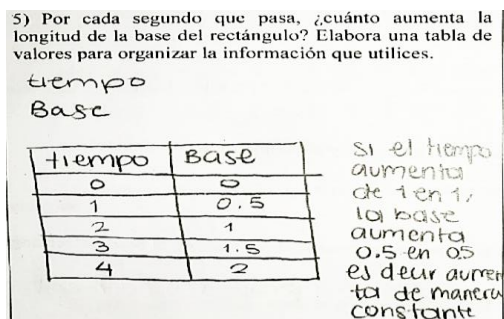 5) Por cada segundo que pasa, ¿cuánto aumenta la
longitud de la base del rectángulo? Elabora una tabla de
valores para organizar la información que utilices.
tiempo
Base
tiempo Base
0 0
1 0.5
2 1
3 1.5
4 2
si el tiempo
aumenta
de 1 en 1,
la base
aumenta
0.5 en 05
es decir aumen
ta de manera
constante